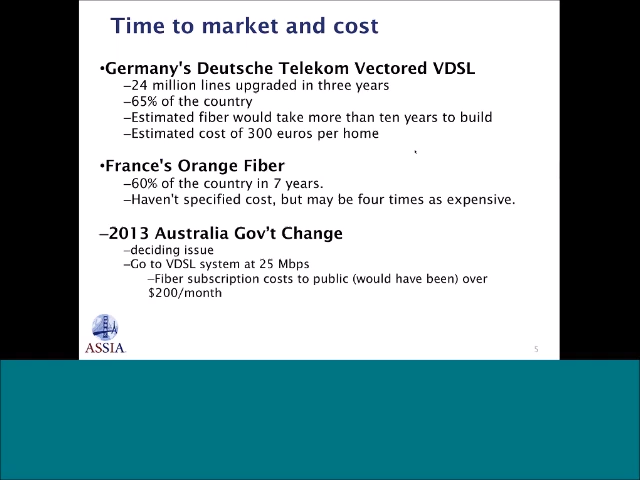 Time to market and cost
•Germany's Deutsche Telekom Vectored VDSL
–24 million lines upgraded in three years
–65% of the country
–Estimated fiber would take more than ten years to build
–Estimated cost of 300 euros per home
•France's Orange Fiber
–60% of the country in 7 years.
–Haven't specified cost, but may be four times as expensive.
–2013 Australia Gov’t Change
–deciding issue
–Go to VDSL system at 25 Mbps
–Fiber subscription costs to public (would have been) over
$200/month
ASSIA
5